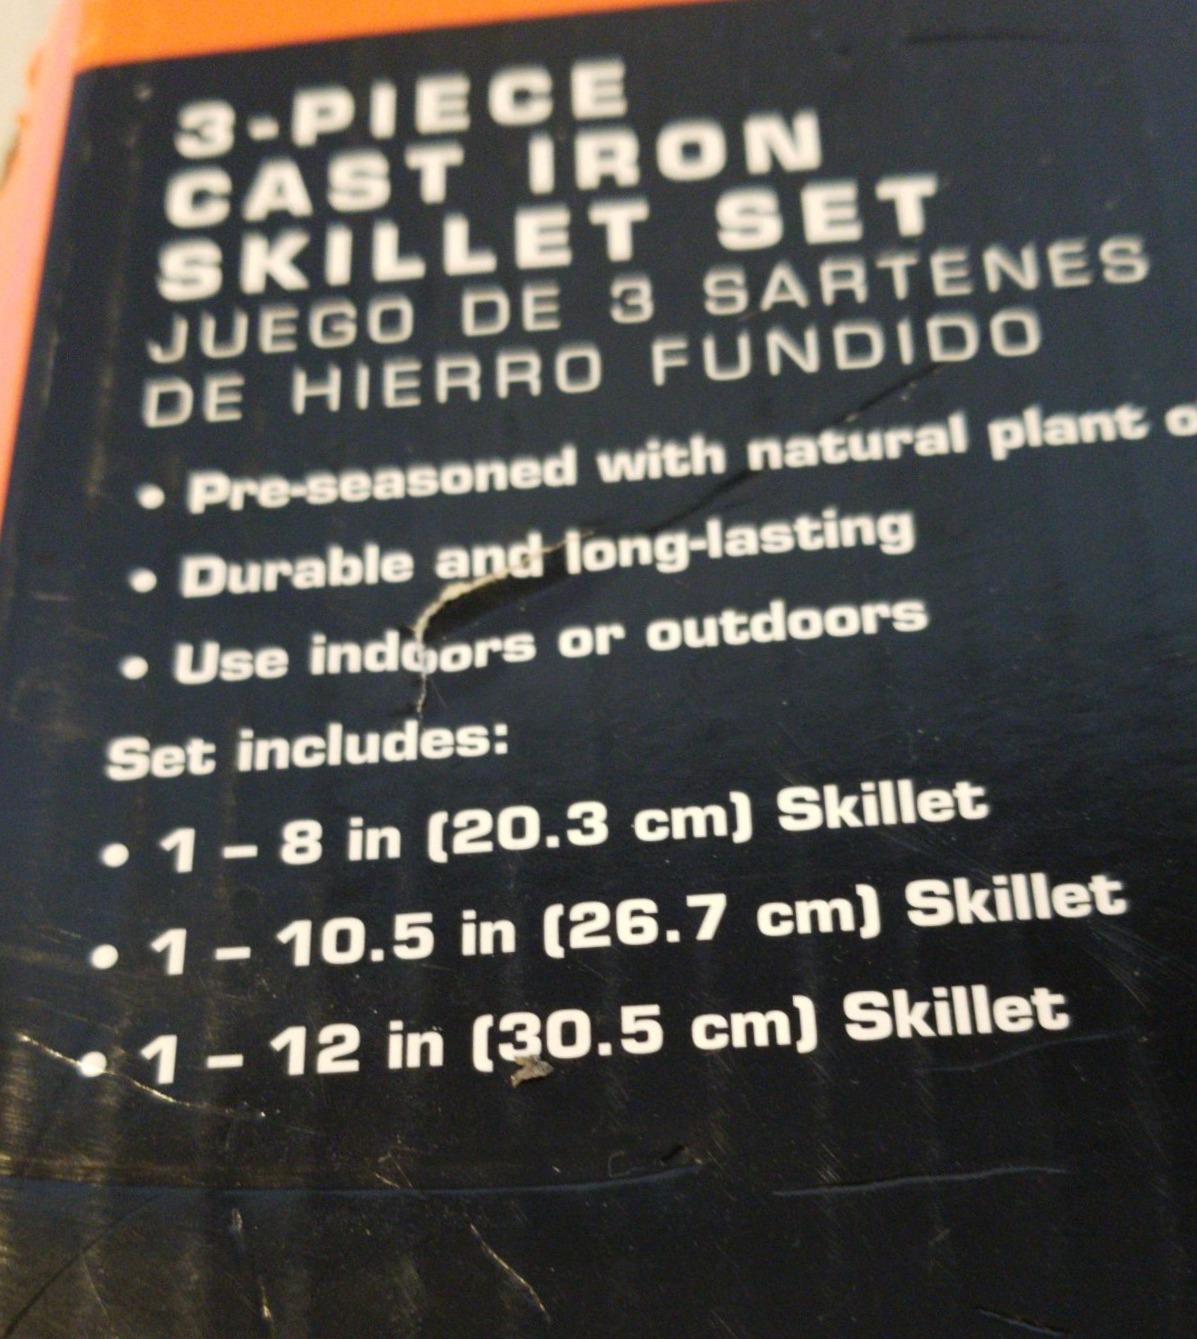 3-PIECE
CAST IRON
SKILLET SET
JUEGO DE 3 SARTENES
DE HIERRO FUNDIDO
• Pre-seasoned with natural plant
• Durable and long-lasting
• Use indoors or outdoors
Set includes:
• 1 – 8 in (20.3 cm) Skillet
• 1 – 10.5 in (26.7 cm) Skillet
• 1 – 12 in (30.5 cm) Skillet